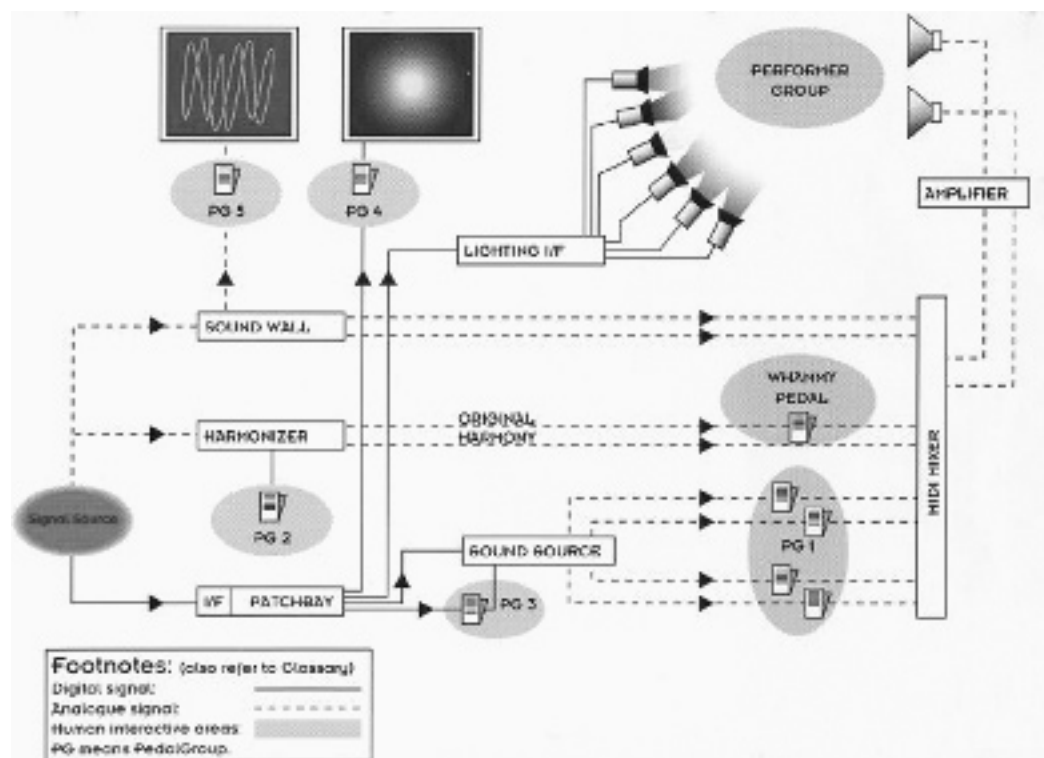 PERFORMER
GROUP
PG 5
PG 4
AMPLIFIER
LIGHTING I/F
SOUND WALL
WHAMMY
PEDAL
ORIGINAL
HARMONY
HARMONIZER
MIDI MIXER
Signal Source
PG 2
SOUND SOURCE
PG 1
I/F PATCHBAY
PG 3
Footnotes: (also refer to Glossary)
Digital signal:
Analogue signal:
Human interactive areas:
PG means PedalGroup.